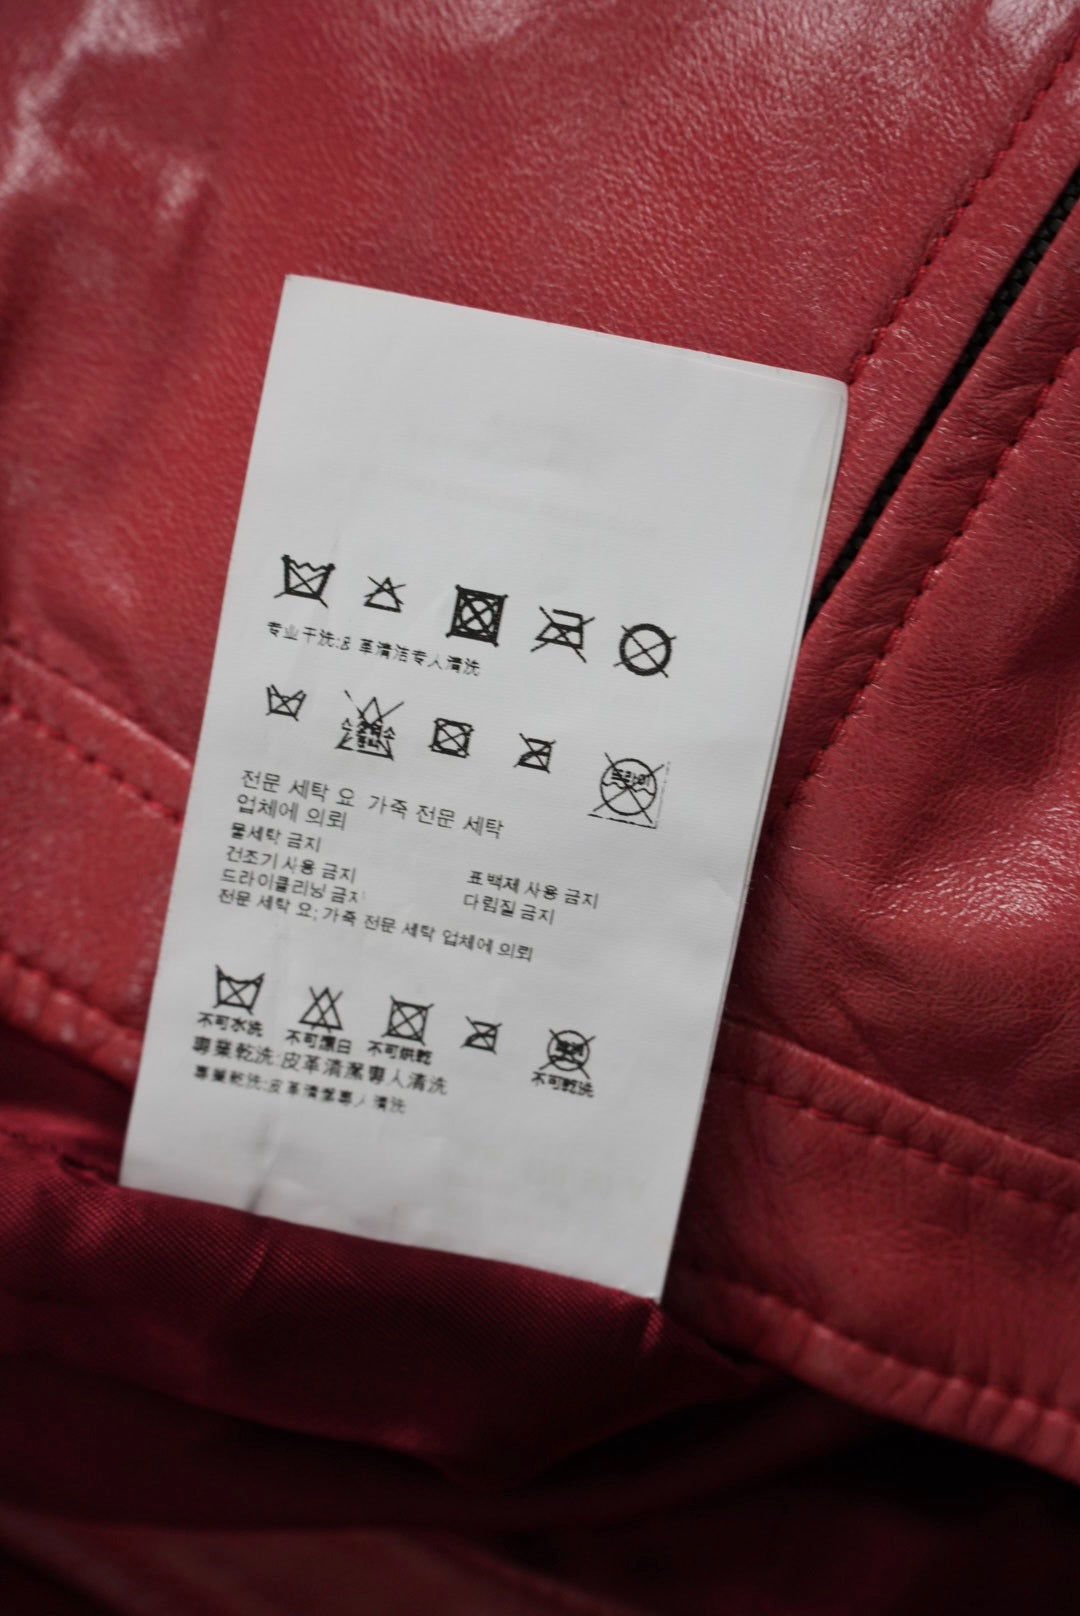 专业干洗:皮革清洁专人清洗
드라이
전문 세탁 요 가죽 전문 세탁
업체에 의뢰
물세탁 금지
건조기 사용 금지 표백제 사용 금지
드라이클리닝 금지 다림질 금지
전문 세탁 요; 가죽 전문 세탁 업체에 의뢰
不可水洗 不可漂白 不可烘乾 不可乾洗
專業乾洗:皮革清潔專人清洗
專業乾洗:皮革清潔專人清洗